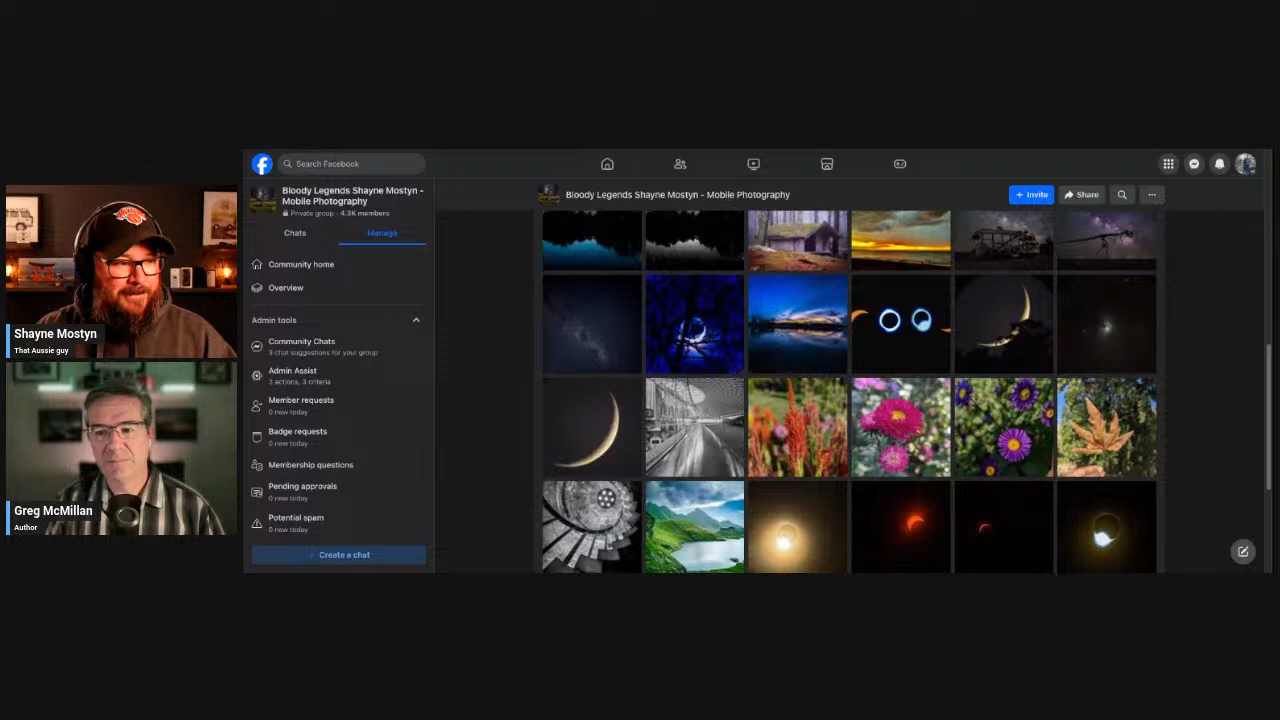 Search Facebook
Bloody Legends Shayne Mostyn -
Mobile Photography
Private group · 4.3K members
Chats
Manage
Community home
Overview
Admin tools
Community Chats
3 chat suggestions for your group
Admin Assist
3 actions, 3 criteria
Member requests
0 new today
Badge requests
0 new today
Membership questions
Pending approvals
0 new today
Potential spam
0 new today
+ Create a chat
Bloody Legends Shayne Mostyn - Mobile Photography
+ Invite
Share
Shayne Mostyn
That Aussie guy
Greg McMillan
Author